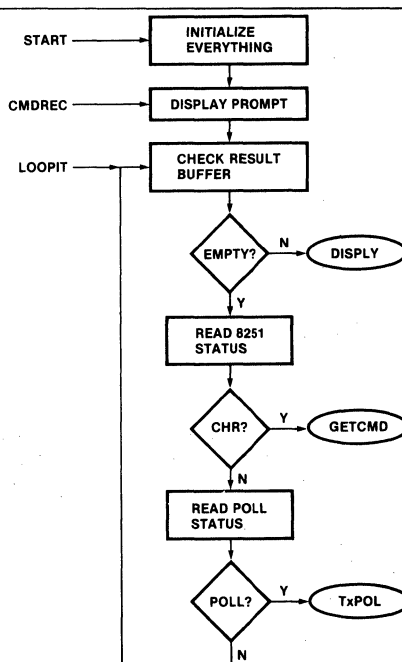 START
INITIALIZE
EVERYTHING
CMDREC
DISPLAY PROMPT
LOOPIT
CHECK RESULT
BUFFER
EMPTY?
N
DISPLY
Y
READ 8251
STATUS
CHR?
Y
GETCMD
N
READ POLL
STATUS
POLL?
Y
TxPOL
N